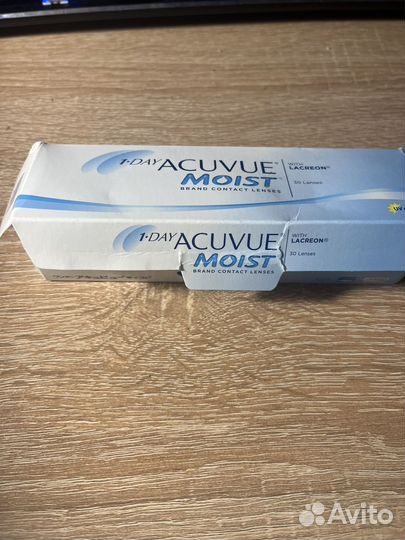 1·DAY ACUVUE®
MOIST®
BRAND CONTACT LENSES
WITH
LACREON®
30 Lenses
UV
1·DAY ACUVUE
MOIST
BRAND CONTACT LENSES
WITH
LACREON®
30 Lenses
Avito